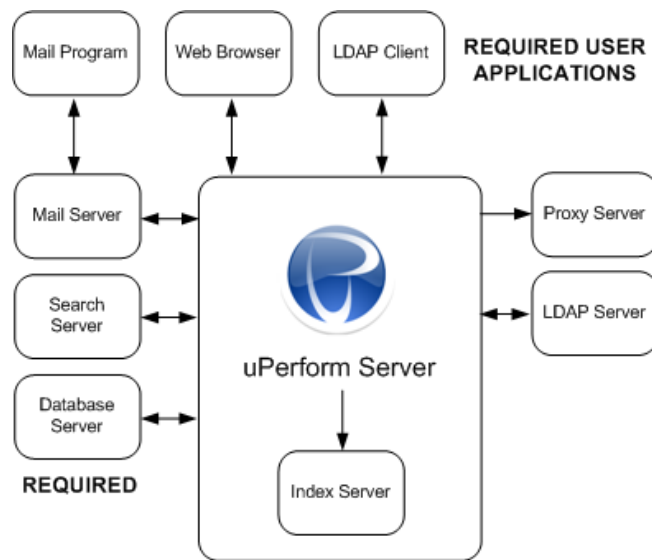 Mail Program
Web Browser
LDAP Client
REQUIRED USER
APPLICATIONS
Mail Server
Proxy Server
Search
Server
LDAP Server
uPerform Server
Database
Server
REQUIRED
Index Server